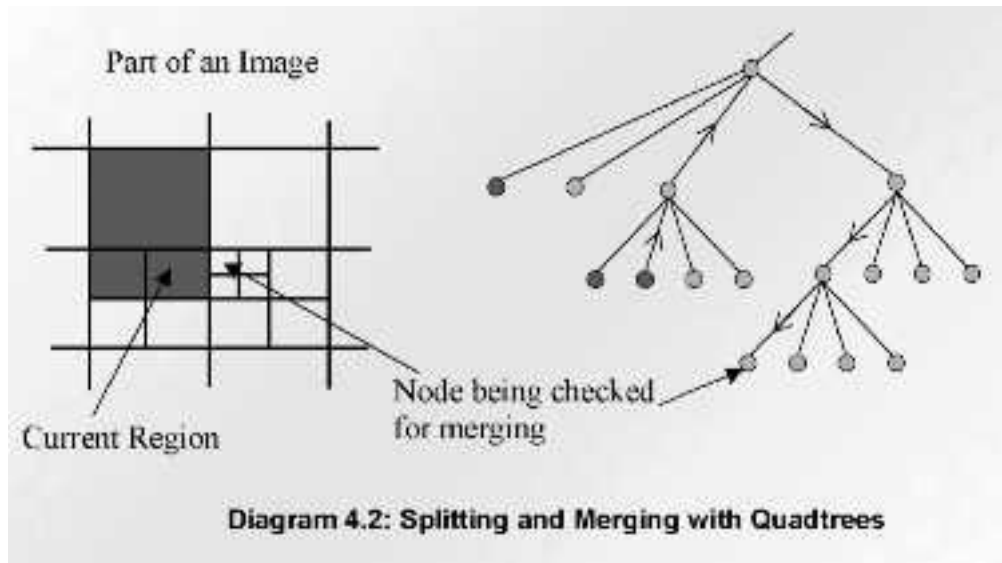 Part of an Image
Node being checked
for merging
Current Region
Diagram 4.2: Splitting and Merging with Quadtrees